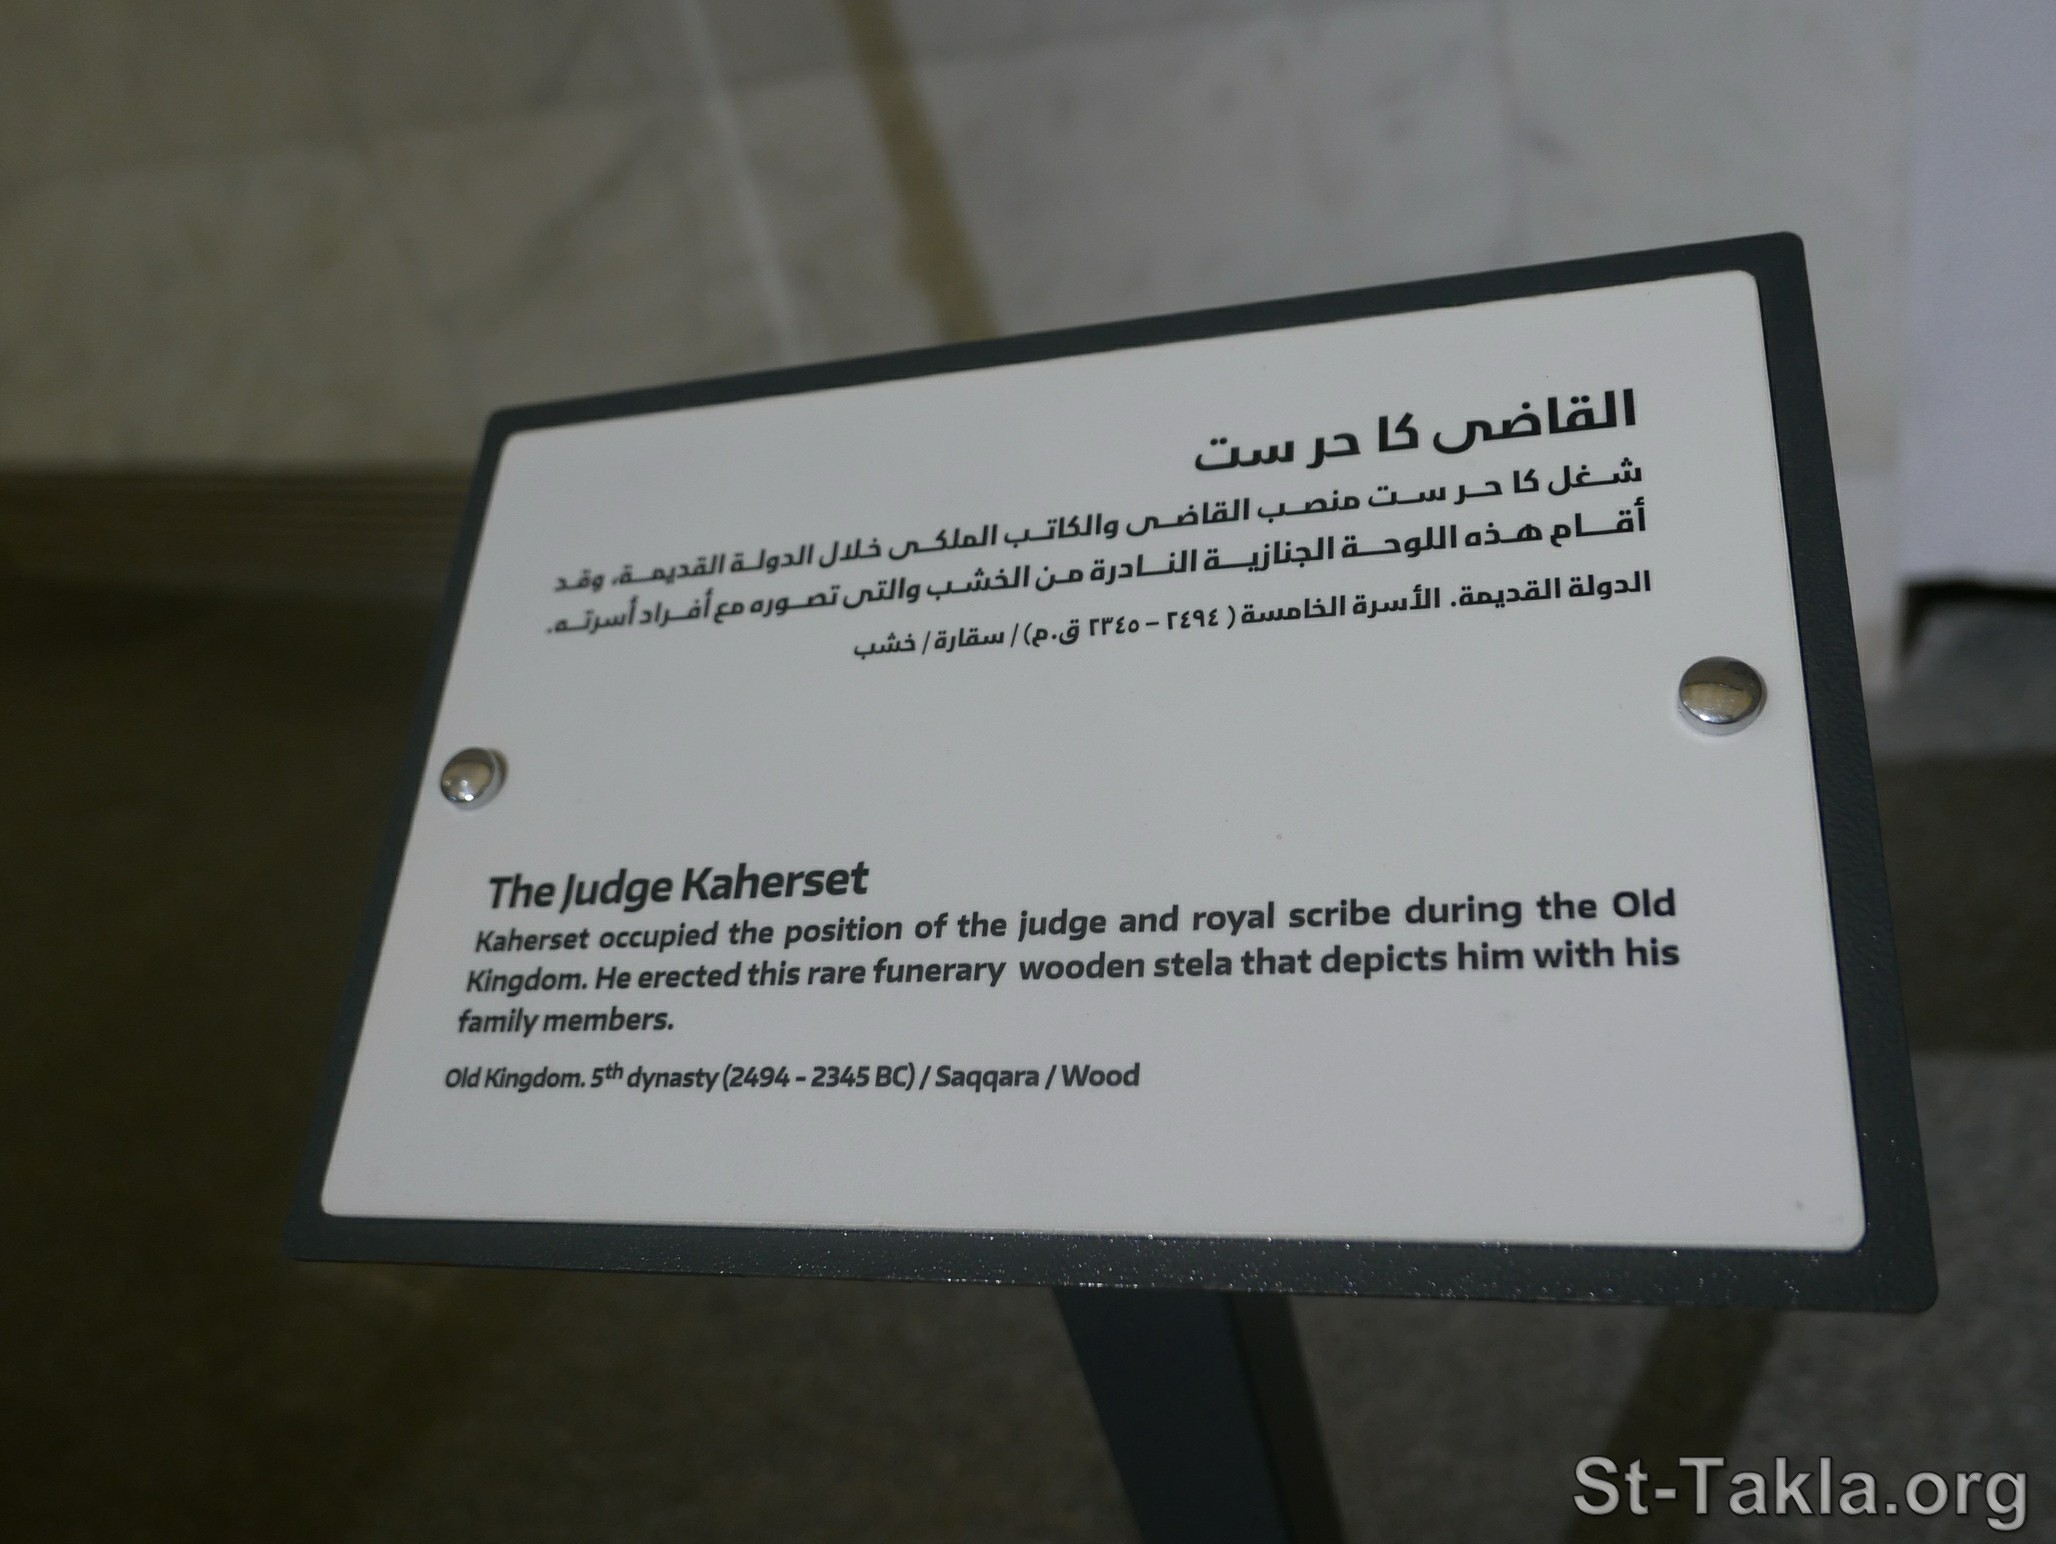 القاضى كا حر ست
شغل كا حر ست منصب القاضى والكاتب الملكى خلال الدولة القديمة، وقد
أقام هذه اللوحة الجنازية النادرة من الخشب والتى تصوره مع أفراد أسرته.
الدولة القديمة. الأسرة الخامسة ( ٢٤٩٤ – ٢٣٤٥ ق.م) / سقارة / خشب
The Judge Kaherset
Kaherset occupied the position of the judge and royal scribe during the Old
Kingdom. He erected this rare funerary wooden stela that depicts him with his
family members.
Old Kingdom. 5th dynasty (2494 - 2345 BC) / Saqqara / Wood
St-Takla.org